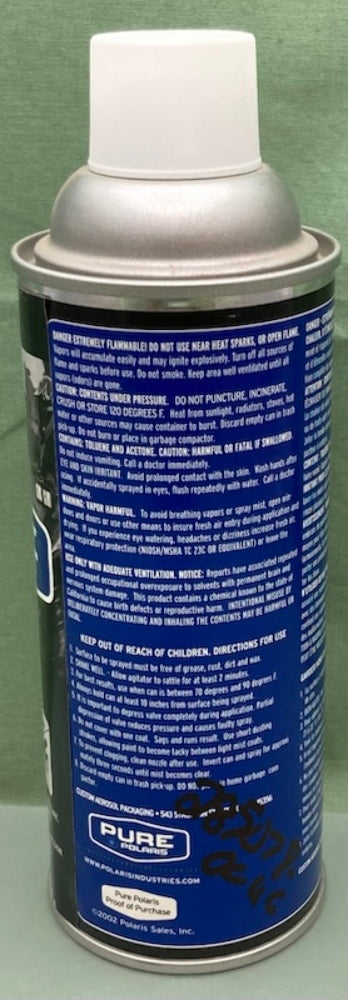 DANGER EXTREMELY FLAMMABLE! DO NOT USE NEAR HEAT SPARKS, OR OPEN FLAME.
Vapors will accumulate easily and may ignite explosively. Turn off all sources of
flame and sparks before use. Do not smoke. Keep area well ventilated until all
vapors (odors) are gone.
CAUTION: CONTENTS UNDER PRESSURE. DO NOT PUNCTURE, INCINERATE,
CRUSH OR STORE 120 DEGREES F. Heat from sunlight, radiators, stoves, hot
water or other sources may cause container to burst. Discard empty can in trash
pick-up. Do not burn or place in garbage compactor.
CONTAINS: TOLUENE AND ACETONE. CAUTION: HARMFUL OR FATAL IF SWALLOWED.
Do not induce vomiting. Call a doctor immediately.
EYE AND SKIN IRRITANT. Avoid prolonged contact with the skin. Wash hands after
using. If accidentally sprayed in eyes, flush repeatedly with water. Call a doctor
immediately.
WARNING: VAPOR HARMFUL. To avoid breathing vapors or spray mist, open win-
dows and doors or use other means to insure fresh air entry during application and
drying. If you experience eye watering, headaches or dizziness increase fresh air,
wear respiratory protection (NIOSH/MSHA TC 23C OR EQUIVALENT) or leave the
area.
USE ONLY WITH ADEQUATE VENTILATION. NOTICE: Reports have associated repeated
and prolonged occupational overexposure to solvents with permanent brain and
nervous system damage. This product contains a chemical known to the state of
California to cause birth defects or reproductive harm. INTENTIONAL MISUSE BY
DELIBERATELY CONCENTRATING AND INHALING THE CONTENTS MAY BE HARMFUL OR
FATAL.
KEEP OUT OF REACH OF CHILDREN. DIRECTIONS FOR USE
1. Surface to be sprayed must be free of grease, rust, dirt and wax.
2. SHAKE WELL - Allow agitator to rattle for at least 2 minutes.
3. For best results, use when can is between 70 degrees and 90 degrees F.
4. Always hold can at least 10 inches from surface being sprayed.
5. It is important to depress valve completely during application. Partial
depression of valve reduces pressure and causes faulty spray.
6. Do not cover with one coat. Sags and runs result. Use short dusting
strokes, allowing paint to become tacky between light mist coats.
7. To prevent clogging, clean nozzle after use. Invert can and spray for approxi
mately three seconds until mist becomes clear.
8. Discard empty can in trash pick-up. DO NO ing home garbage com
pactor.
CUSTOM AEROSOL PACKAGING • 543
PURE
POLARIS
WWW.POLARISINDUSTRIES.COM
Pure Polaris
Proof of Purchase
©2002 Polaris Sales, Inc.